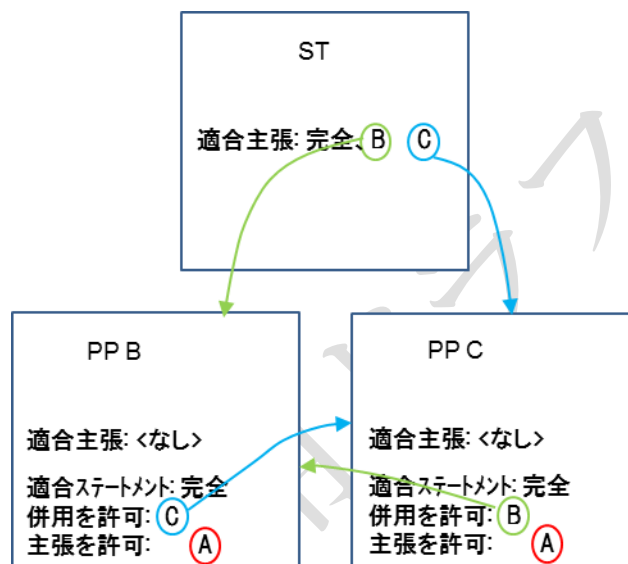 ST
適合主張: 完全、B C
PP B
適合主張: <なし>
適合ステートメント: 完全
併用を許可: C
主張を許可: A
PP C
適合主張: <なし>
適合ステートメント: 完全
併用を許可: B
主張を許可: A